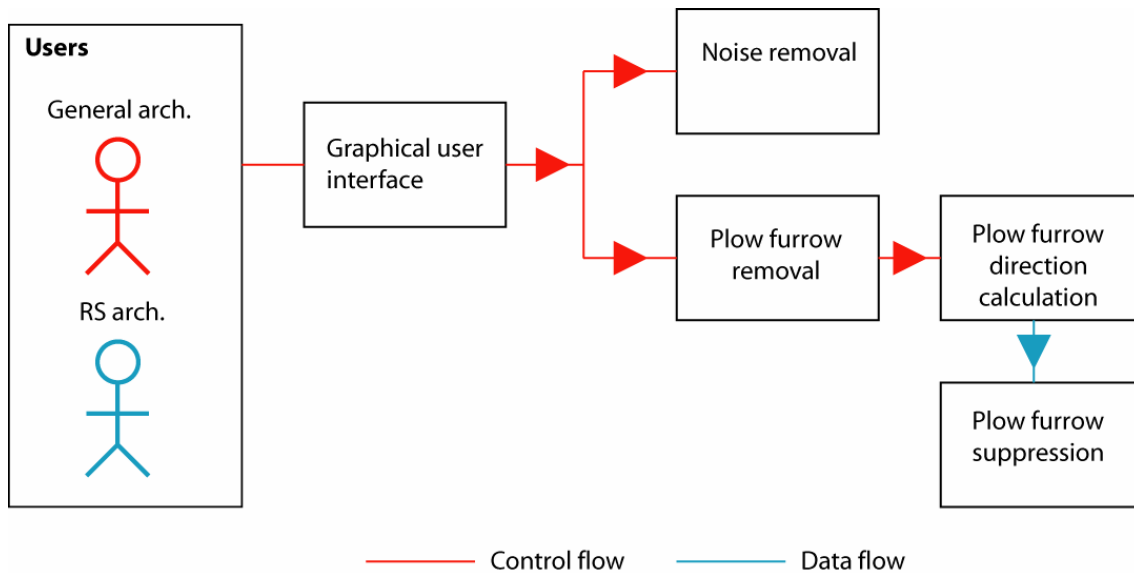 Users
General arch.
RS arch.
Graphical user
interface
Noise removal
Plow furrow
removal
Plow furrow
direction
calculation
Plow furrow
suppression
Control flow
Data flow